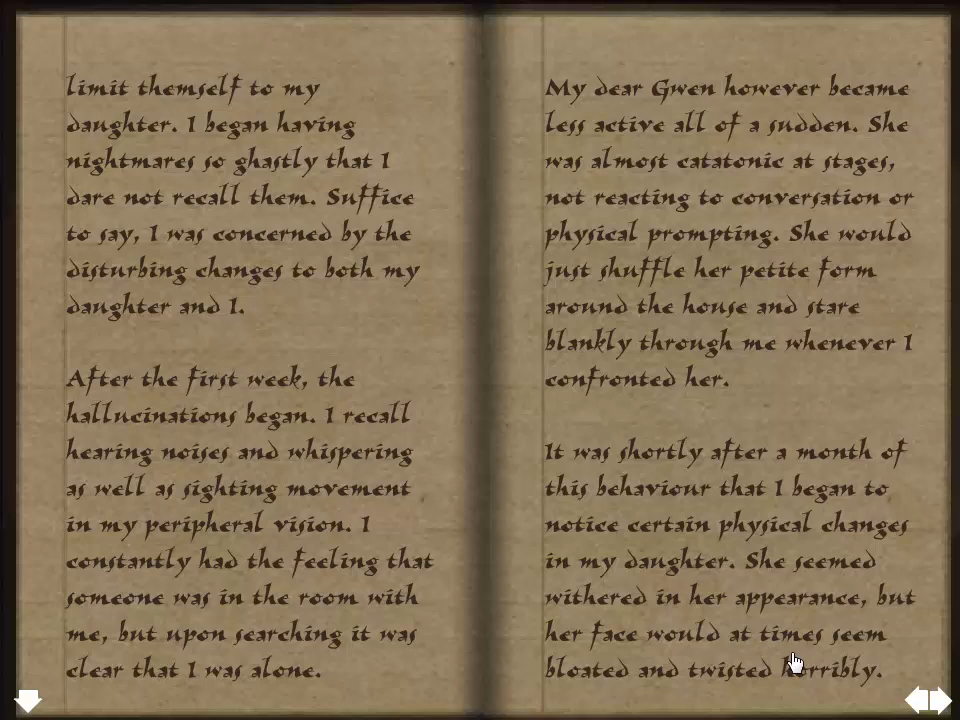 limit themself to my
daughter. I began having
nightmares so ghastly that I
dare not recall them. Suffice
to say, I was concerned by the
disturbing changes to both my
daughter and I.
After the first week, the
hallucinations began. I recall
hearing noises and whispering
as well as sighting movement
in my peripheral vision. I
constantly had the feeling that
someone was in the room with
me, but upon searching it was
clear that I was alone.
My dear Gwen however became
less active all of a sudden. She
was almost catatonic at stages,
not reacting to conversation or
physical prompting. She would
just shuffle her petite form
around the house and stare
blankly through me whenever I
confronted her.
It was shortly after a month of
this behaviour that I began to
notice certain physical changes
in my daughter. She seemed
withered in her appearance, but
her face would at times seem
bloated and twisted horribly.